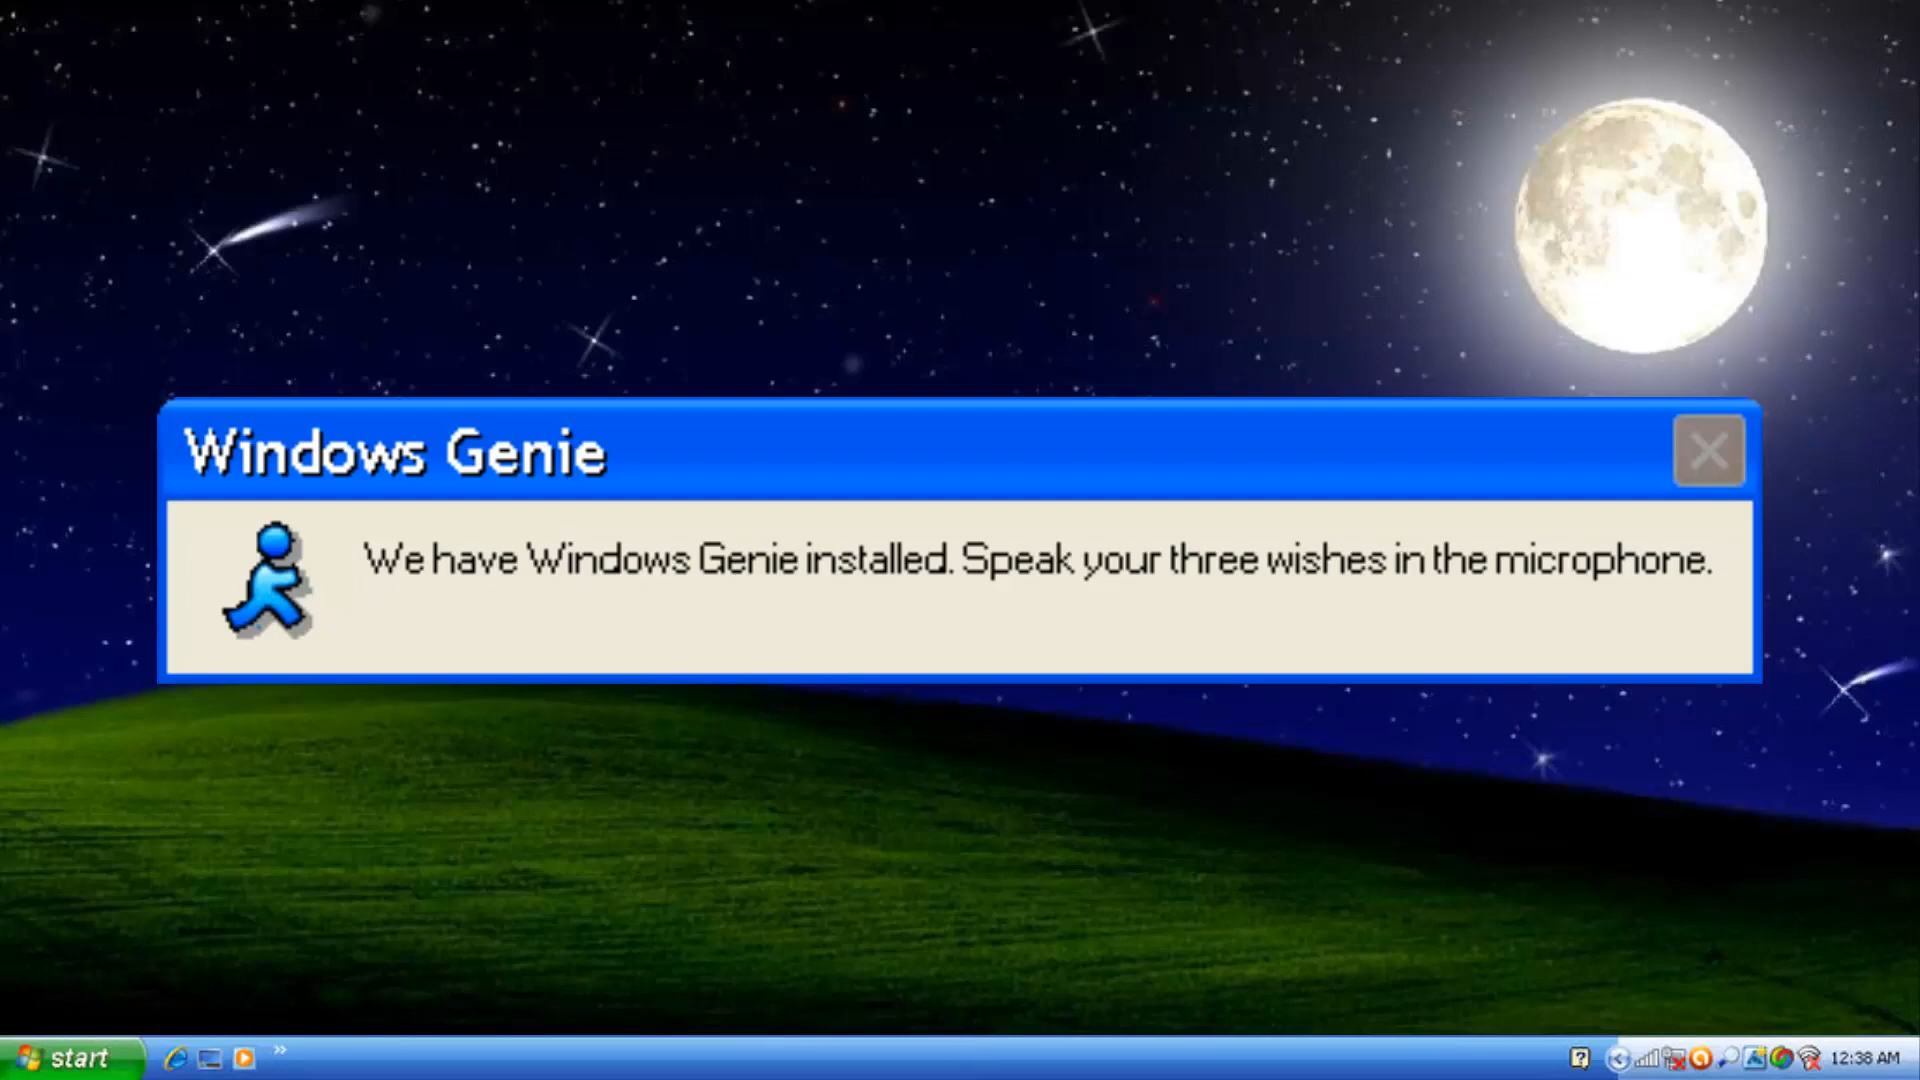 Windows Genie
We have Windows Genie installed. Speak your three wishes in the microphone.
start
12:38 AM